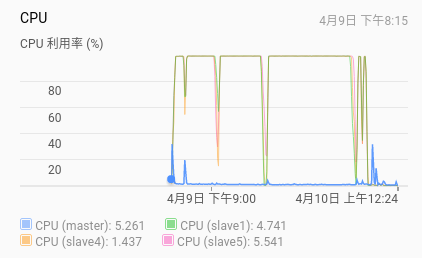 CPU
4月9日 下午8:15
CPU 利用率 (%)
80
60
40
20
4月9日 下午9:00
4月10日 上午12:24
CPU (master): 5.261
CPU (slave1): 4.741
CPU (slave4): 1.437
CPU (slave5): 5.541